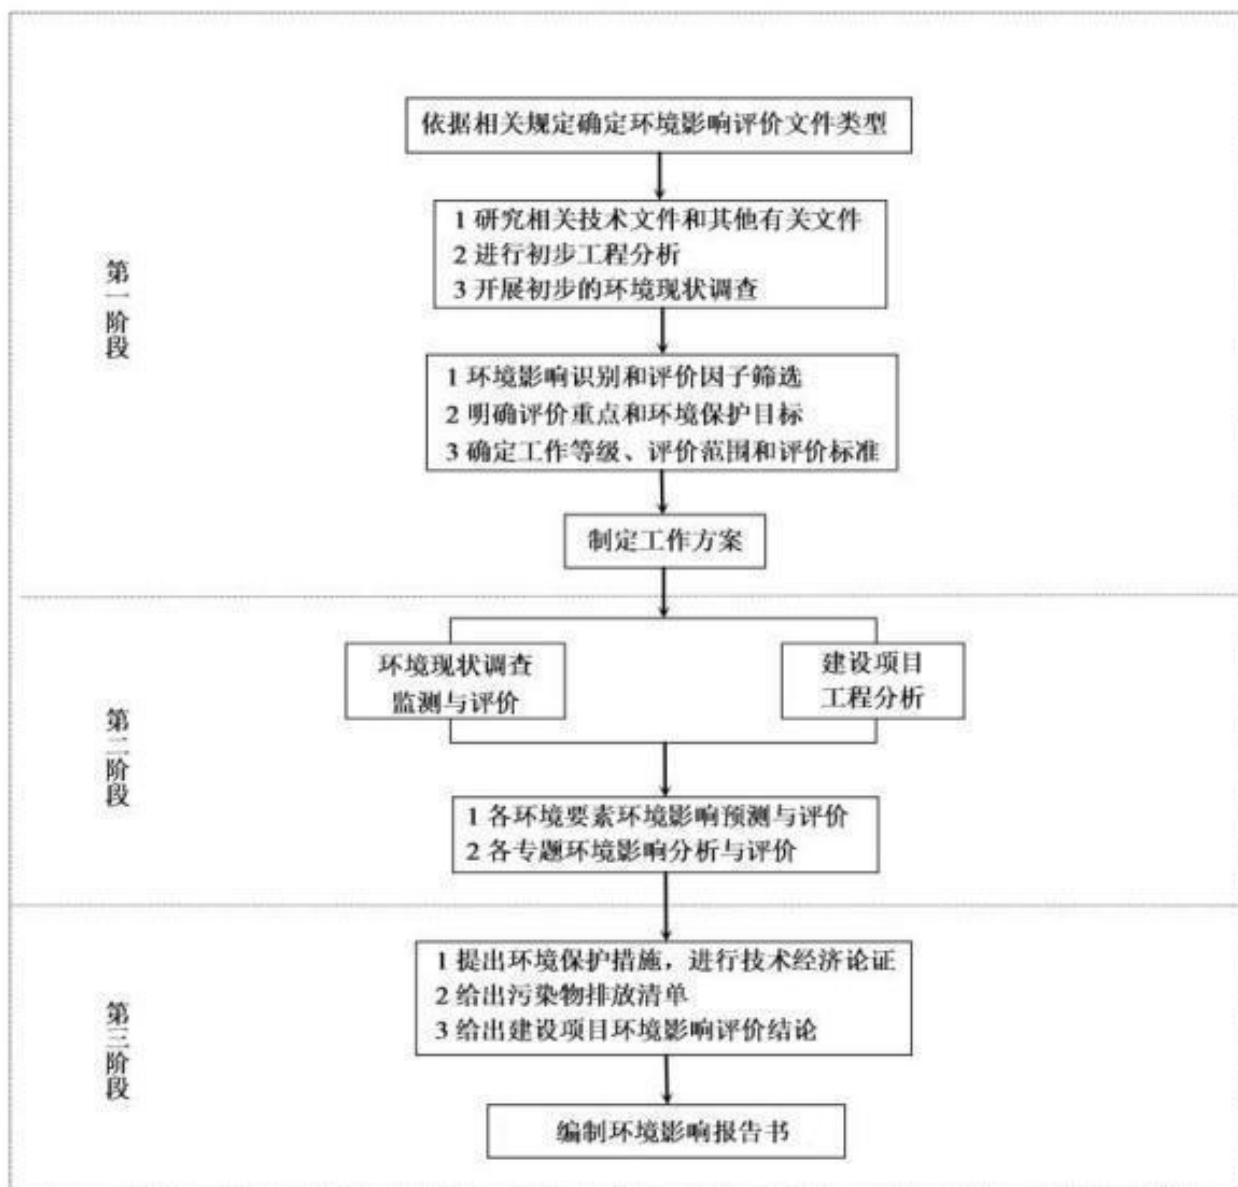 依据相关规定确定环境影响评价文件类型
1 研究相关技术文件和其他有关文件
2 进行初步工程分析
3 开展初步的环境现状调查
第一阶段
1 环境影响识别和评价因子筛选
2 明确评价重点和环境保护目标
3 确定工作等级、评价范围和评价标准
制定工作方案
环境现状调查
监测与评价
建设项目
工程分析
第二阶段
1 各环境要素环境影响预测与评价
2 各专题环境影响分析与评价
1 提出环境保护措施，进行技术经济论证
2 给出污染物排放清单
3 给出建设项目环境影响评价结论
第三阶段
编制环境影响报告书